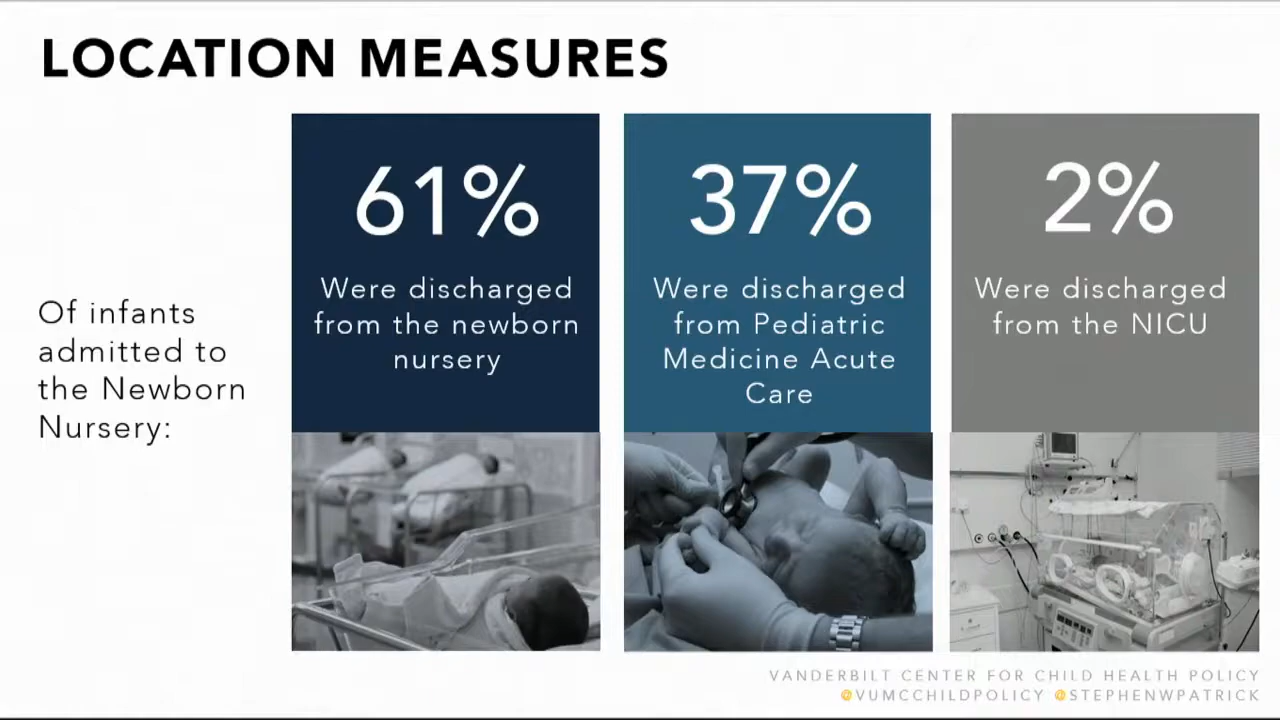 LOCATION MEASURES
Of infants
admitted to
the Newborn
Nursery:
61%
Were discharged
from the newborn
nursery
37%
Were discharged
from Pediatric
Medicine Acute
Care
2%
Were discharged
from the NICU
VANDERBILT CENTER FOR CHILD HEALTH POLICY
@VUMCCHILDPOLICY @STEPHENWPATRICK